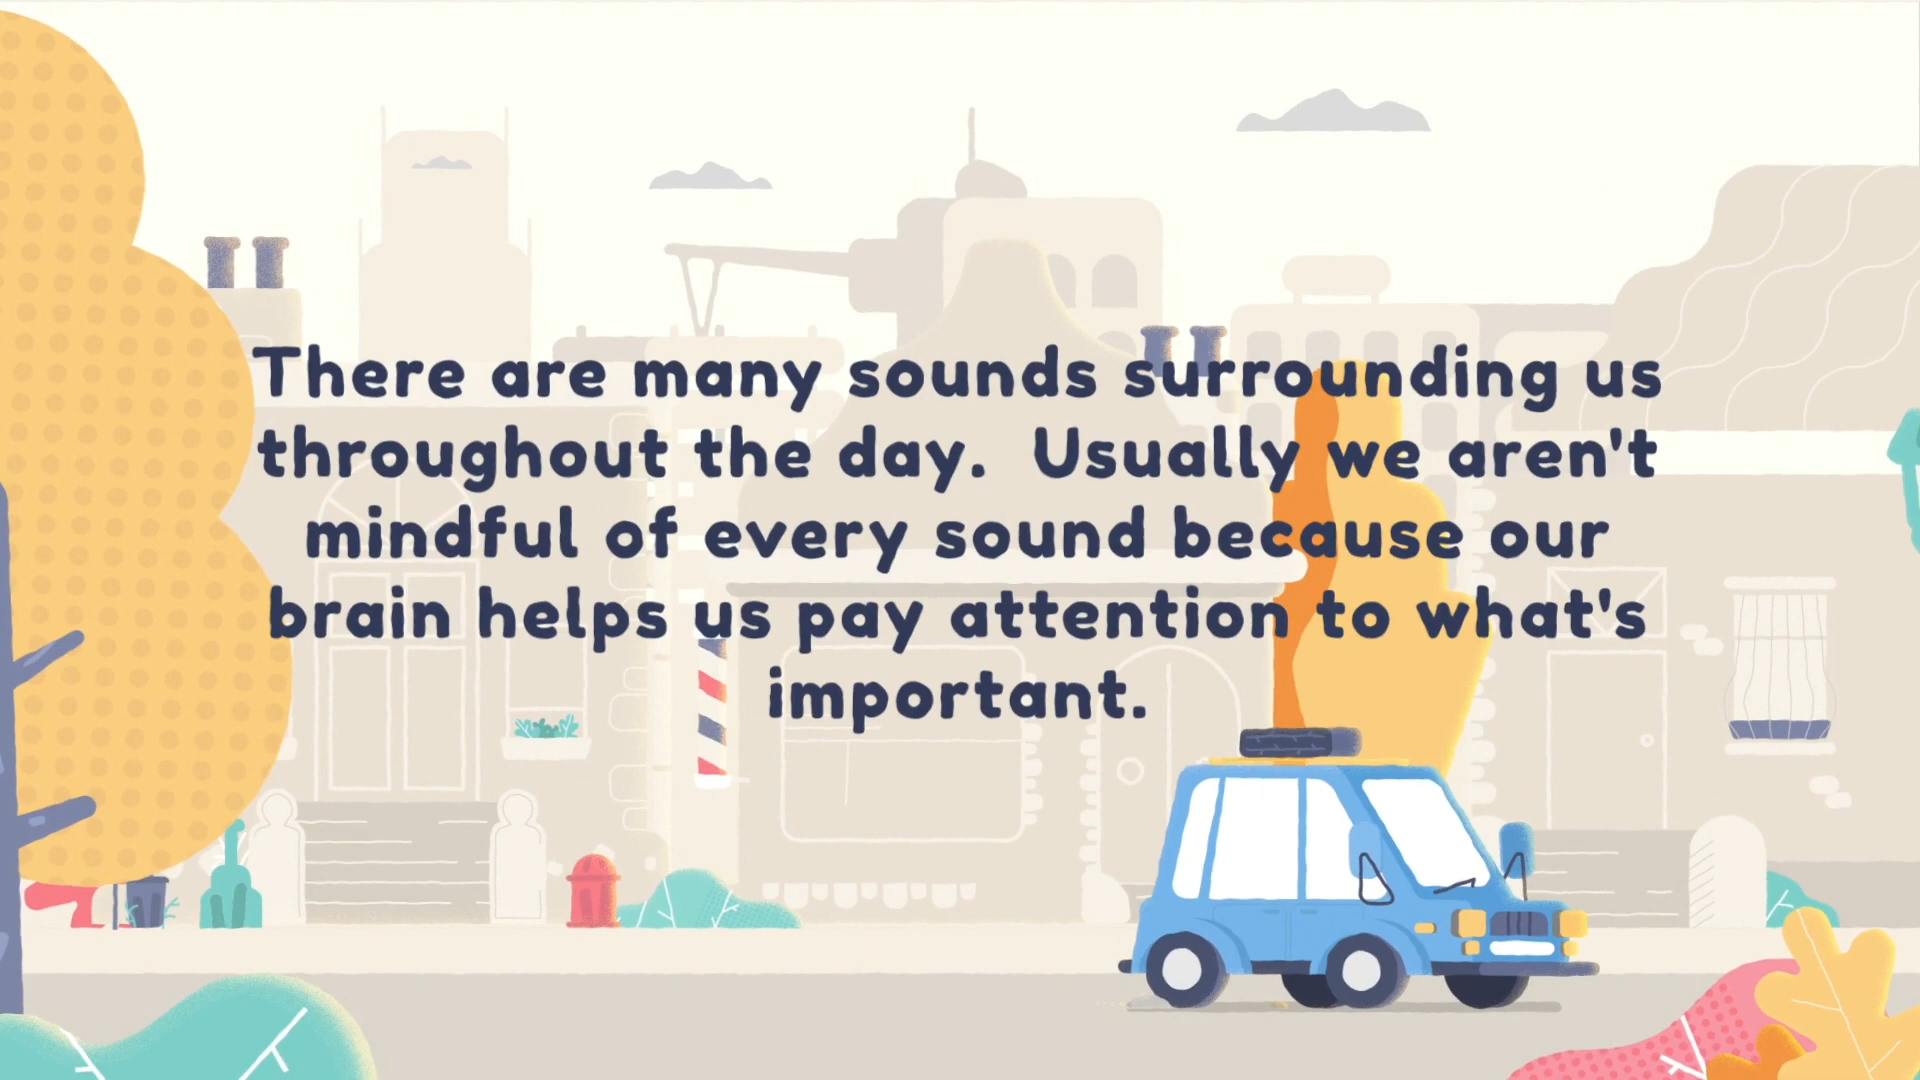 There are many sounds surrounding us
throughout the day.  Usually we aren't
mindful of every sound because our
brain helps us pay attention to what's
important.